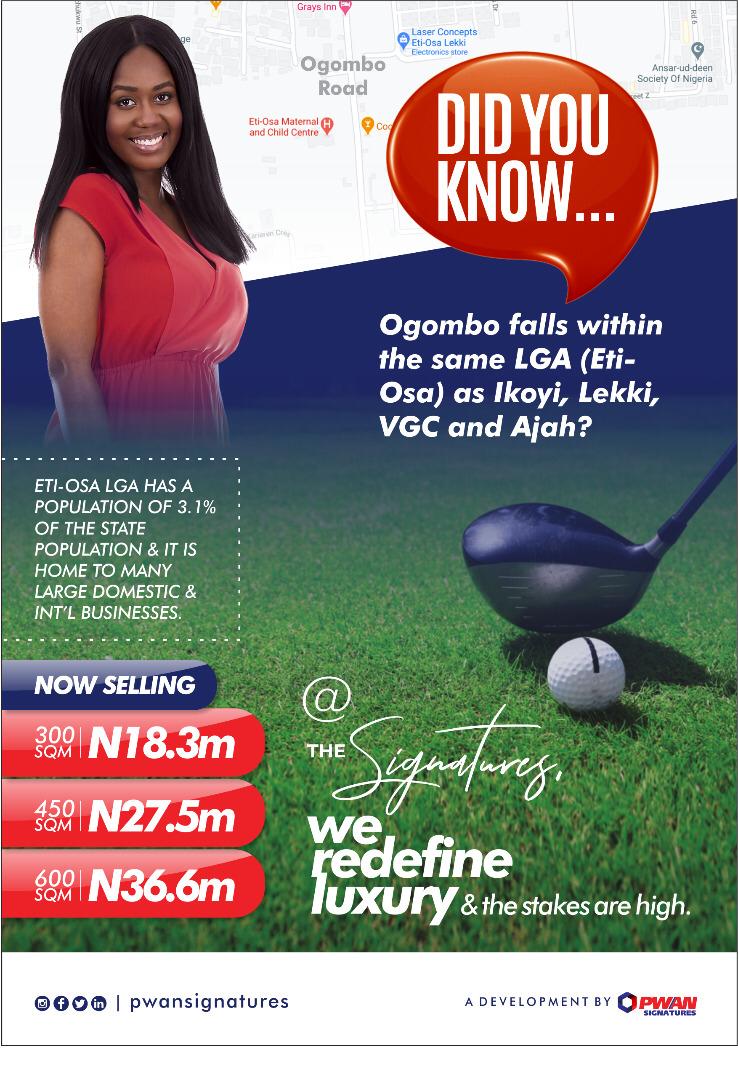 Grays Inn
Laser Concepts
Eti-Osa Lekki
Electronics store
Ogombo
Road
Eti-Osa Maternal
and Child Centre
Rd 6
Ansar-ud-deen
Society Of Nigeria
DID YOU
KNOW...
Ogombo falls within
the same LGA (Eti-
Osa) as Ikoyi, Lekki,
VGC and Ajah?
ETI-OSA LGA HAS A
POPULATION OF 3.1%
OF THE STATE
POPULATION & IT IS
HOME TO MANY
LARGE DOMESTIC &
INT'L BUSINESSES.
NOW SELLING
300
SQM | N18.3m
450
SQM | N27.5m
600
SQM | N36.6m
@
THE Signatures,
we
redefine
luxury & the stakes are high.
| pwansignatures
A DEVELOPMENT BY PWAN
SIGNATURES